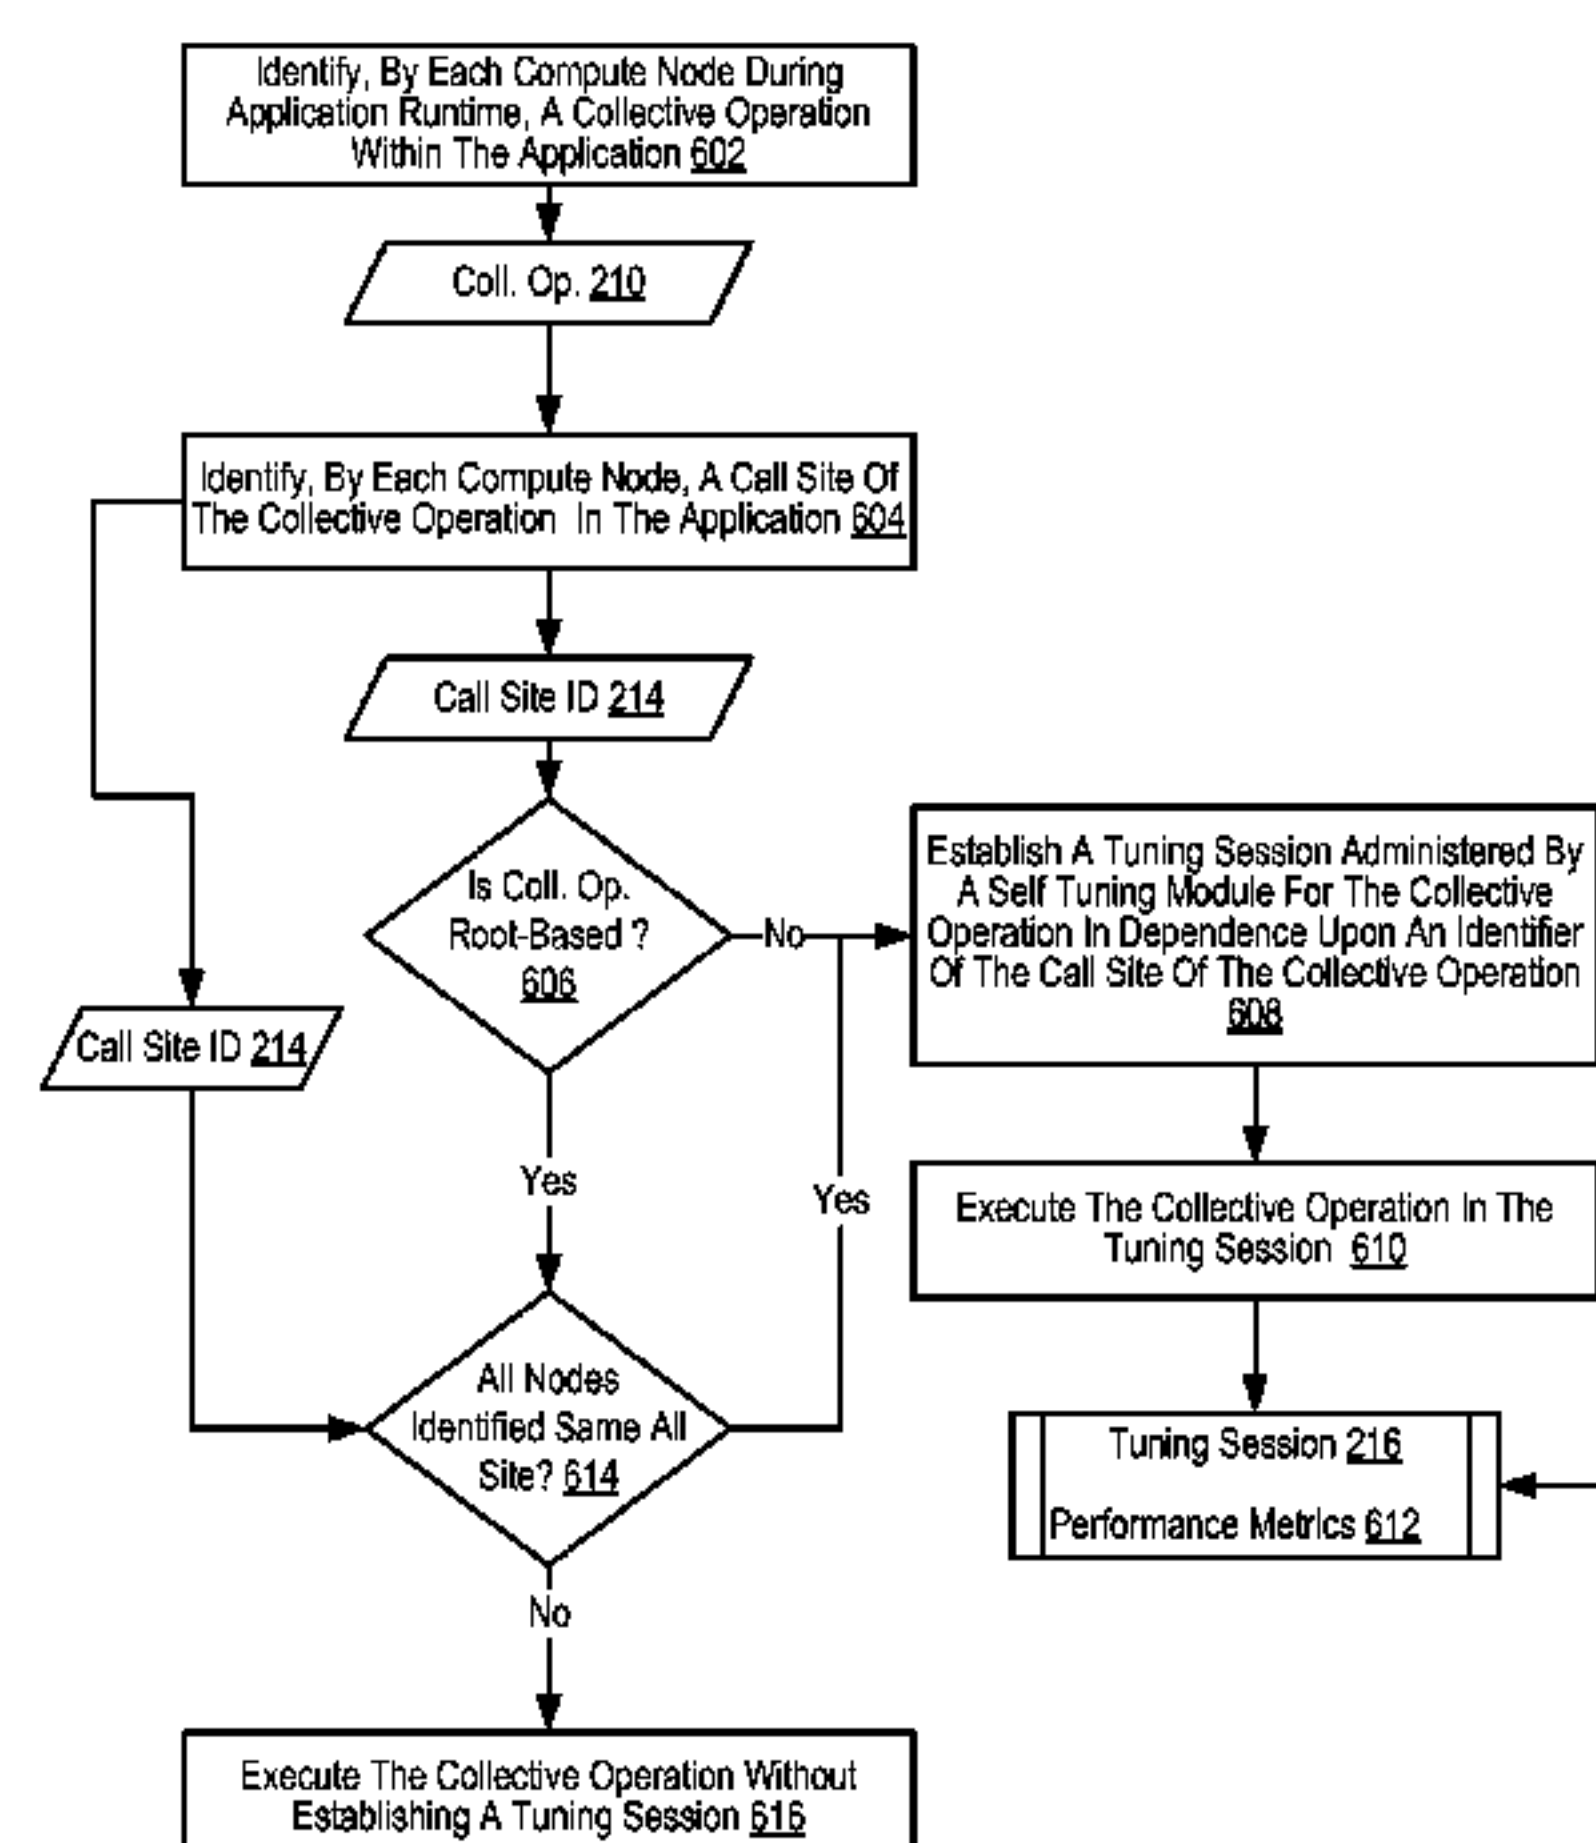 Identify, By Each Compute Node During
Application Runtime, A Collective Operation
Within The Application 602
Coll. Op. 210
Identify, By Each Compute Node, A Call Site Of
The Collective Operation In The Application 604
Call Site ID 214
Is Coll. Op.
Root-Based ?
606
No
Establish A Tuning Session Administered By
A Self Tuning Module For The Collective
Operation In Dependence Upon An Identifier
Of The Call Site Of The Collective Operation
608
Call Site ID 214
Yes
Yes
Execute The Collective Operation In The
Tuning Session 610
All Nodes
Identified Same All
Site? 614
Tuning Session 216
Performance Metrics 612
No
Execute The Collective Operation Without
Establishing A Tuning Session 616